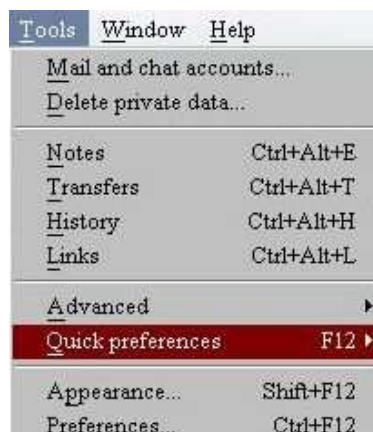 Tools Window Help
Mail and chat accounts...
Delete private data...
Notes Ctrl+Alt+E
Transfers Ctrl+Alt+T
History Ctrl+Alt+H
Links Ctrl+Alt+L
Advanced
Quick preferences F12
Appearance... Shift+F12
Preferences... Ctrl+F12